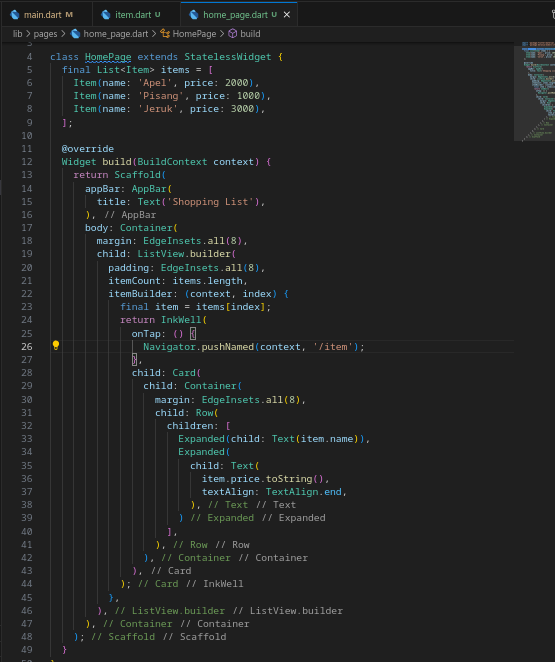 main.dart M item.dart U home_page.dart U ×
lib > pages > home_page.dart > HomePage > build
3
4 class HomePage extends StatelessWidget {
5 final List<Item> items = [
6 Item(name: 'Apel', price: 2000),
7 Item(name: 'Pisang', price: 1000),
8 Item(name: 'Jeruk', price: 3000),
9 ];
10
11 @override
12 Widget build(BuildContext context) {
13 return Scaffold(
14 appBar: AppBar(
15 title: Text('Shopping List'),
16 ), // AppBar
17 body: Container(
18 margin: EdgeInsets.all(8),
19 child: ListView.builder(
20 padding: EdgeInsets.all(8),
21 itemCount: items.length,
22 itemBuilder: (context, index) {
23 final item = items[index];
24 return InkWell(
25 onTap: () {
26 Navigator.pushNamed(context, '/item');
27 },
28 child: Card(
29 child: Container(
30 margin: EdgeInsets.all(8),
31 child: Row(
32 children: [
33 Expanded(child: Text(item.name)),
34 Expanded(
35 child: Text(
36 item.price.toString(),
37 textAlign: TextAlign.end,
38 ), // Text // Text
39 ) // Expanded // Expanded
40 ],
41 ), // Row // Row
42 ), // Container // Container
43 ), // Card
44 ); // Card // InkWell
45 },
46 ), // ListView.builder // ListView.builder
47 ), // Container // Container
48 ); // Scaffold // Scaffold
49 }